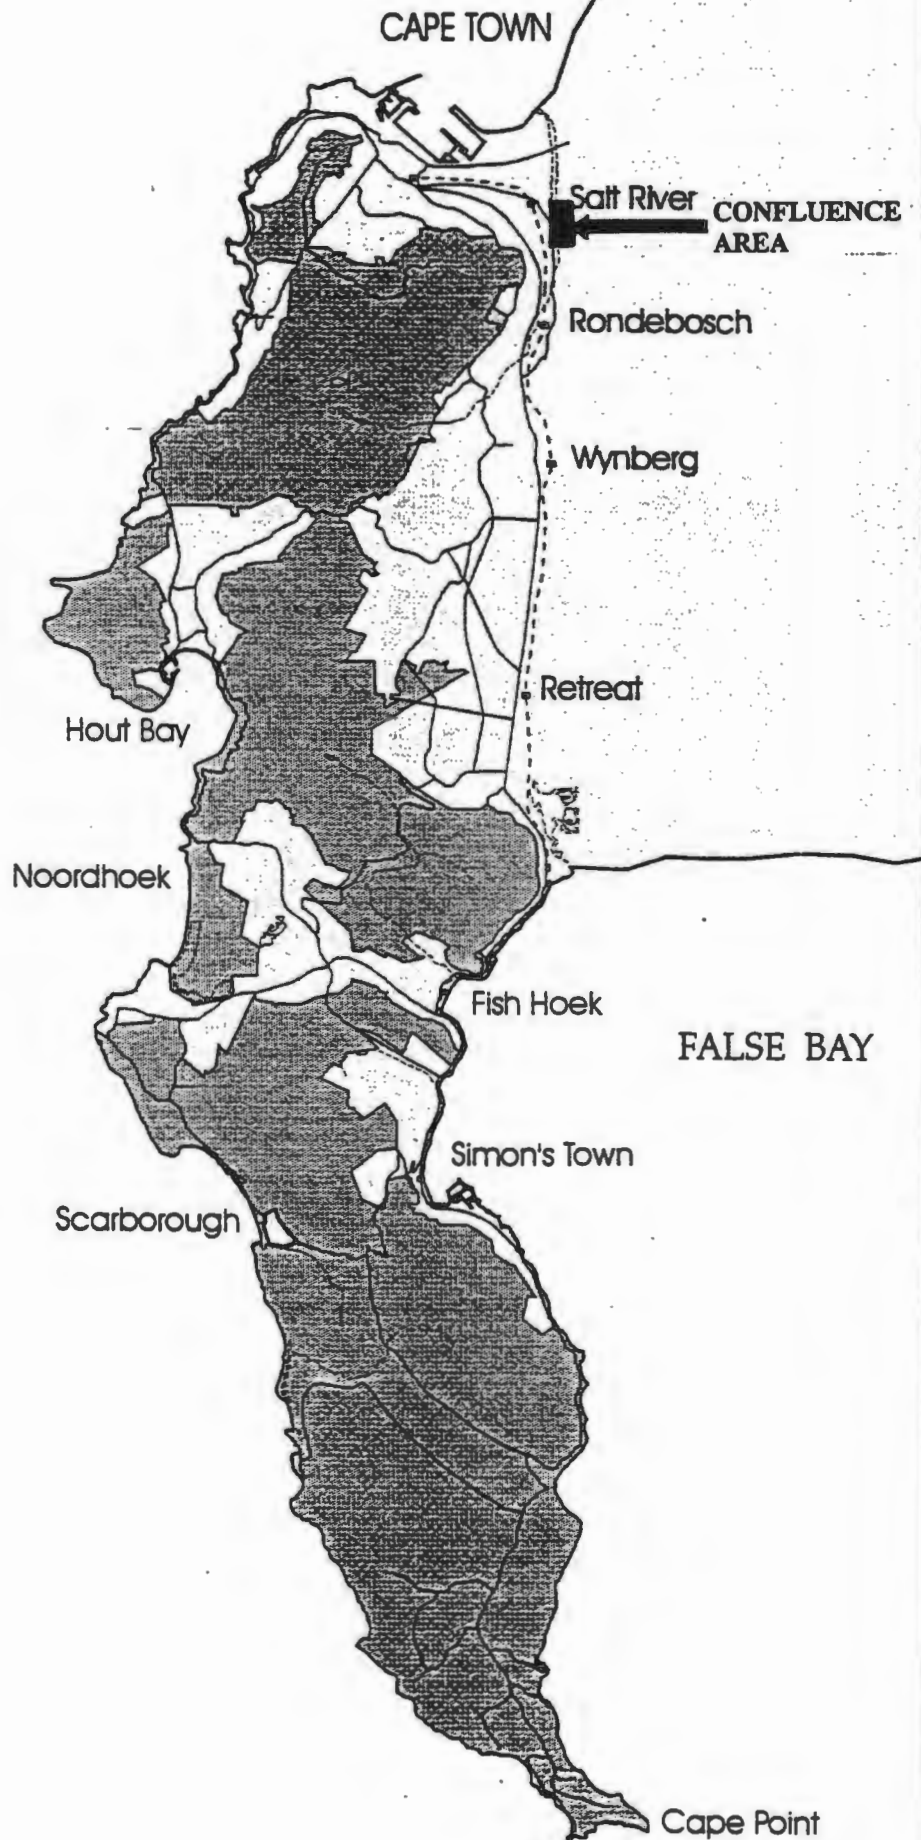 CAPE TOWN
Salt River
CONFLUENCE
AREA
Rondebosch
Wynberg
Retreat
Hout Bay
Noordhoek
Fish Hoek
FALSE BAY
Simon's Town
Scarborough
Cape Point